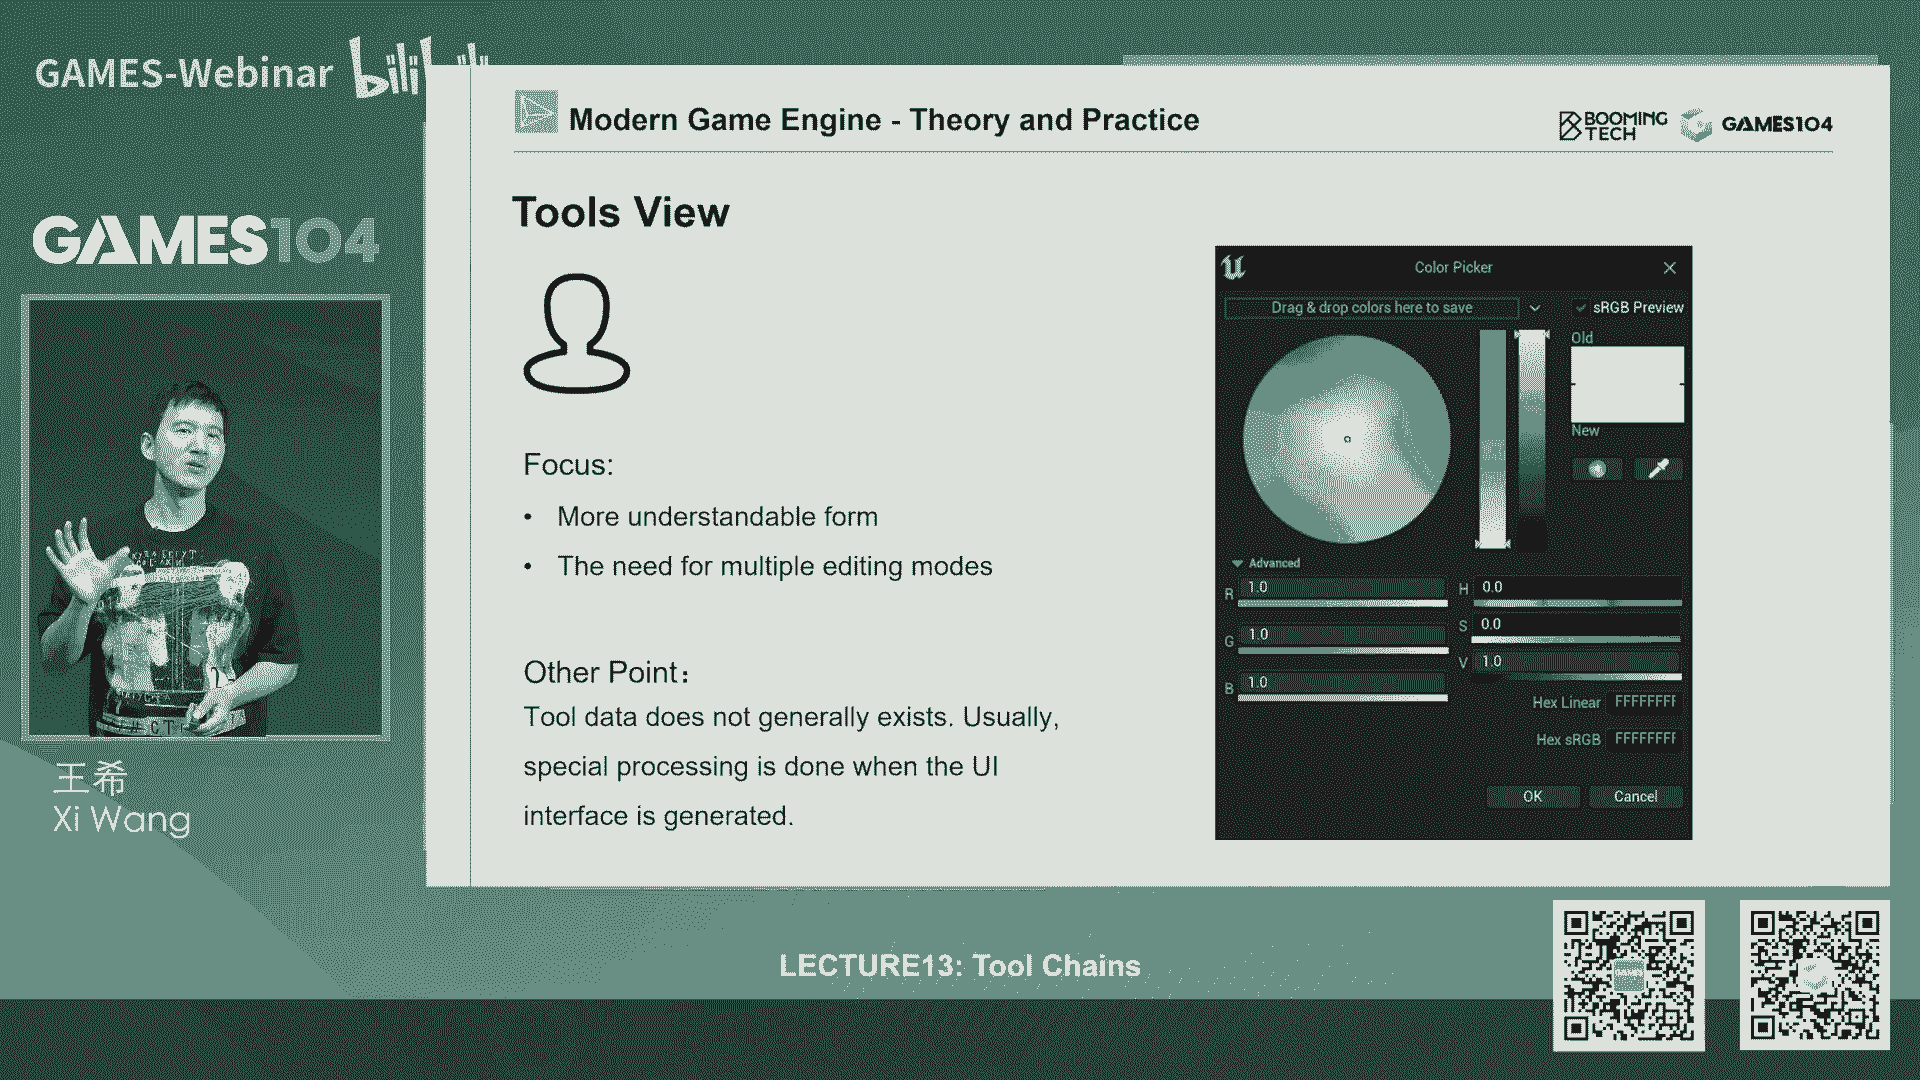 GAMES-Webinar bilibili
Modern Game Engine - Theory and Practice
BOOMING
TECH
GAMES104
GAMES104
Tools View
Focus:
• More understandable form
• The need for multiple editing modes
Other Point：
Tool data does not generally exists. Usually,
special processing is done when the UI
interface is generated.
Color Picker
Drag & drop colors here to save
sRGB Preview
Old
New
Advanced
R 1.0
H 0.0
G 1.0
S 0.0
B 1.0
V 1.0
Hex Linear FFFFFFFF
Hex sRGB FFFFFFFF
OK
Cancel
王希
Xi Wang
LECTURE13: Tool Chains